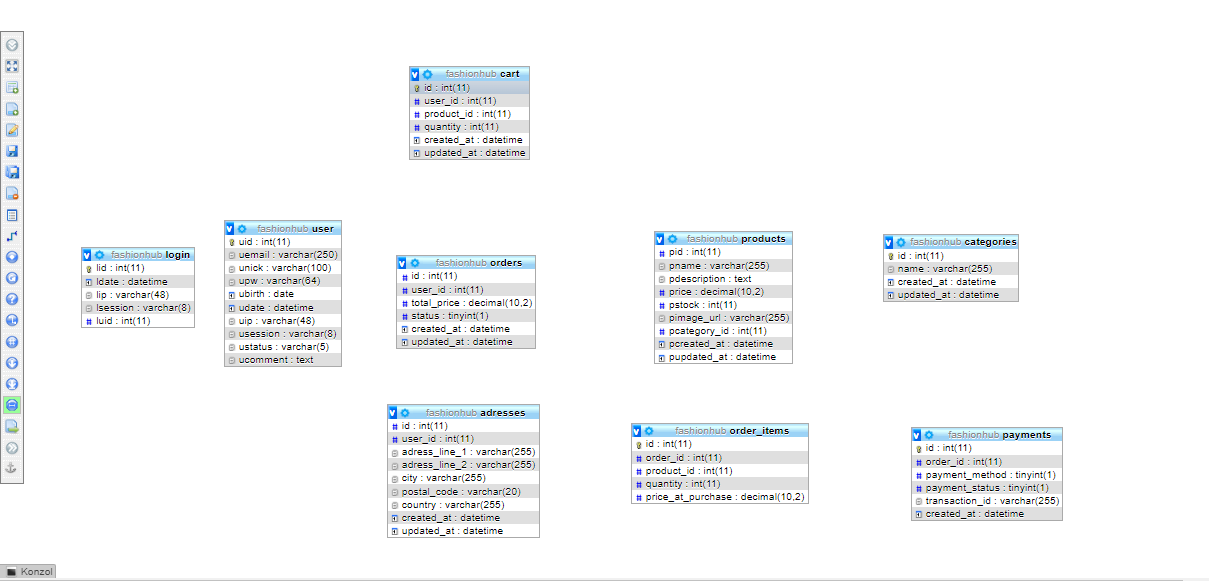 fashionhub cart
id : int(11)
user_id : int(11)
product_id : int(11)
quantity : int(11)
created_at : datetime
updated_at : datetime
fashionhub login
lid : int(11)
ldate : datetime
lip : varchar(48)
lsession : varchar(8)
luid : int(11)
fashionhub user
uid : int(11)
uemail : varchar(250)
unick : varchar(100)
upw : varchar(64)
ubirth : date
udate : datetime
uip : varchar(48)
usession : varchar(8)
ustatus : varchar(5)
ucomment : text
fashionhub orders
id : int(11)
user_id : int(11)
total_price : decimal(10,2)
status : tinyint(1)
created_at : datetime
updated_at : datetime
fashionhub products
pid : int(11)
pname : varchar(255)
pdescription : text
price : decimal(10,2)
pstock : int(11)
pimage_url : varchar(255)
pcategory_id : int(11)
pcreated_at : datetime
pupdated_at : datetime
fashionhub categories
id : int(11)
name : varchar(255)
created_at : datetime
updated_at : datetime
fashionhub adresses
id : int(11)
user_id : int(11)
adress_line_1 : varchar(255)
adress_line_2 : varchar(255)
city : varchar(255)
postal_code : varchar(20)
country : varchar(255)
created_at : datetime
updated_at : datetime
fashionhub order_items
id : int(11)
order_id : int(11)
product_id : int(11)
quantity : int(11)
price_at_purchase : decimal(10,2)
fashionhub payments
id : int(11)
order_id : int(11)
payment_method : tinyint(1)
payment_status : tinyint(1)
transaction_id : varchar(255)
created_at : datetime
Konzol